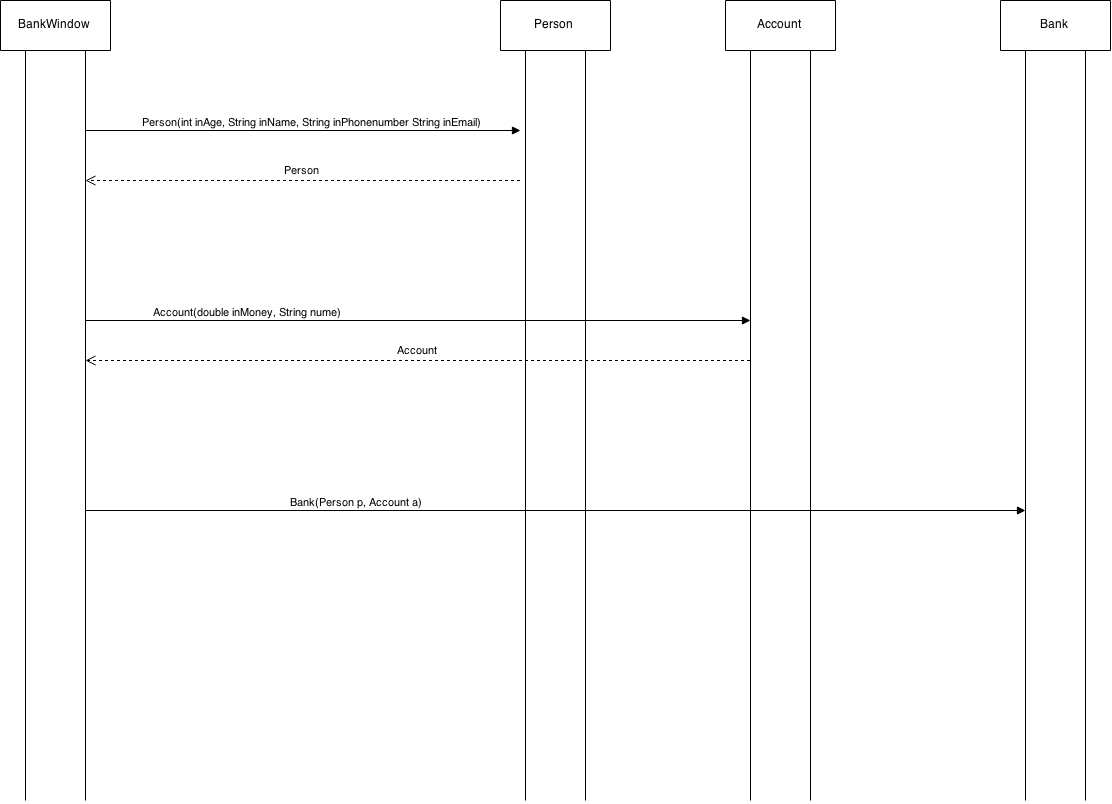 BankWindow
Person
Account
Bank
Person(int inAge, String inName, String inPhonenumber String inEmail)
Person
Account(double inMoney, String nume)
Account
Bank(Person p, Account a)